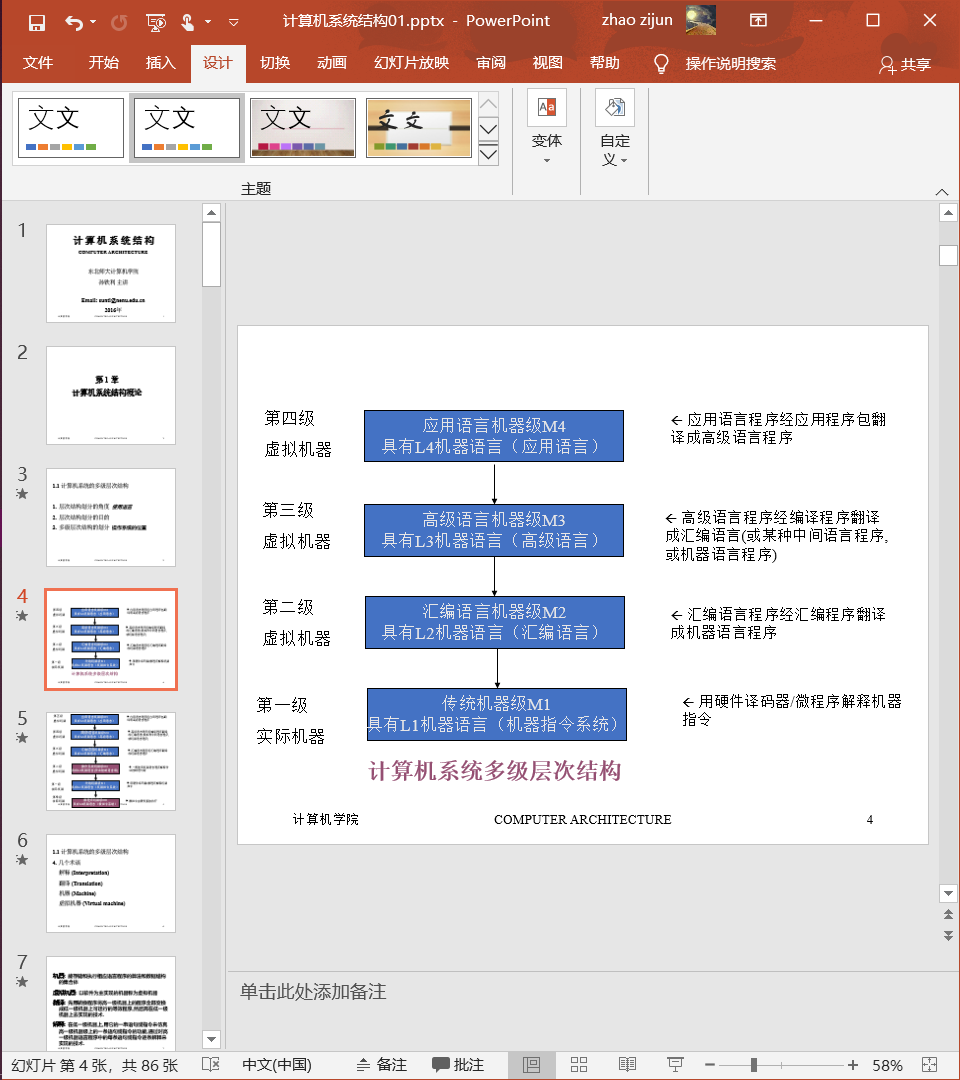 计算机系统结构01.pptx - PowerPoint
zhao zijun
文件 开始 插入 设计 切换 动画 幻灯片放映 审阅 视图 帮助 操作说明搜索 共享
文文 文文 文文 文文
变体
自定义
主题
1
计算机系统结构
COMPUTER ARCHITECTURE
东北师大计算机学院
2016年
2
第1章
计算机系统结构概论
3
1.1 计算机系统的多级层次结构
1. 层次结构划分的角度 使用语言
2. 层次结构划分的目的
3. 多级层次结构的划分
4
5
6
1.1 计算机系统的多级层次结构
4. 几个术语
解释 (Interpretation)
翻译 (Translation)
机器 (Machine)
虚拟机器 (Virtual machine)
7
第四级
虚拟机器
应用语言机器级M4
具有L4机器语言（应用语言）
← 应用语言程序经应用程序包翻
译成高级语言程序
第三级
虚拟机器
高级语言机器级M3
具有L3机器语言（高级语言）
← 高级语言程序经编译程序翻译
成汇编语言(或某种中间语言程序,
或机器语言程序)
第二级
虚拟机器
汇编语言机器级M2
具有L2机器语言（汇编语言）
← 汇编语言程序经汇编程序翻译
成机器语言程序
第一级
实际机器
传统机器级M1
具有L1机器语言（机器指令系统）
← 用硬件译码器/微程序解释机器
指令
计算机系统多级层次结构
计算机学院 COMPUTER ARCHITECTURE 4
单击此处添加备注
幻灯片 第 4 张，共 86 张 中文(中国) 备注 批注 58%